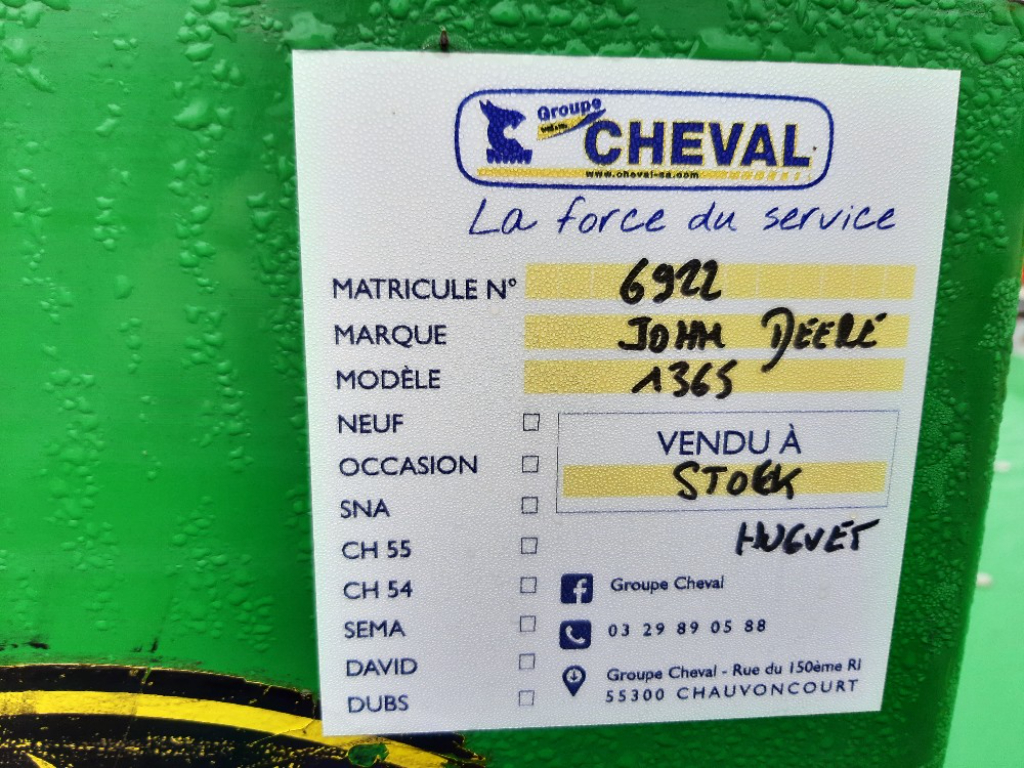 Groupe
CHEVAL
www.cheval-sa.com
La force du service
MATRICULE N° 6922
MARQUE JOHN DEERE
MODÈLE 1365
NEUF
OCCASION
SNA
CH 55
CH 54
SEMA
DAVID
DUBS
VENDU À
STOCK
HUGUET
Groupe Cheval
03 29 89 05 88
Groupe Cheval - Rue du 150ème RI
55300 CHAUVONCOURT